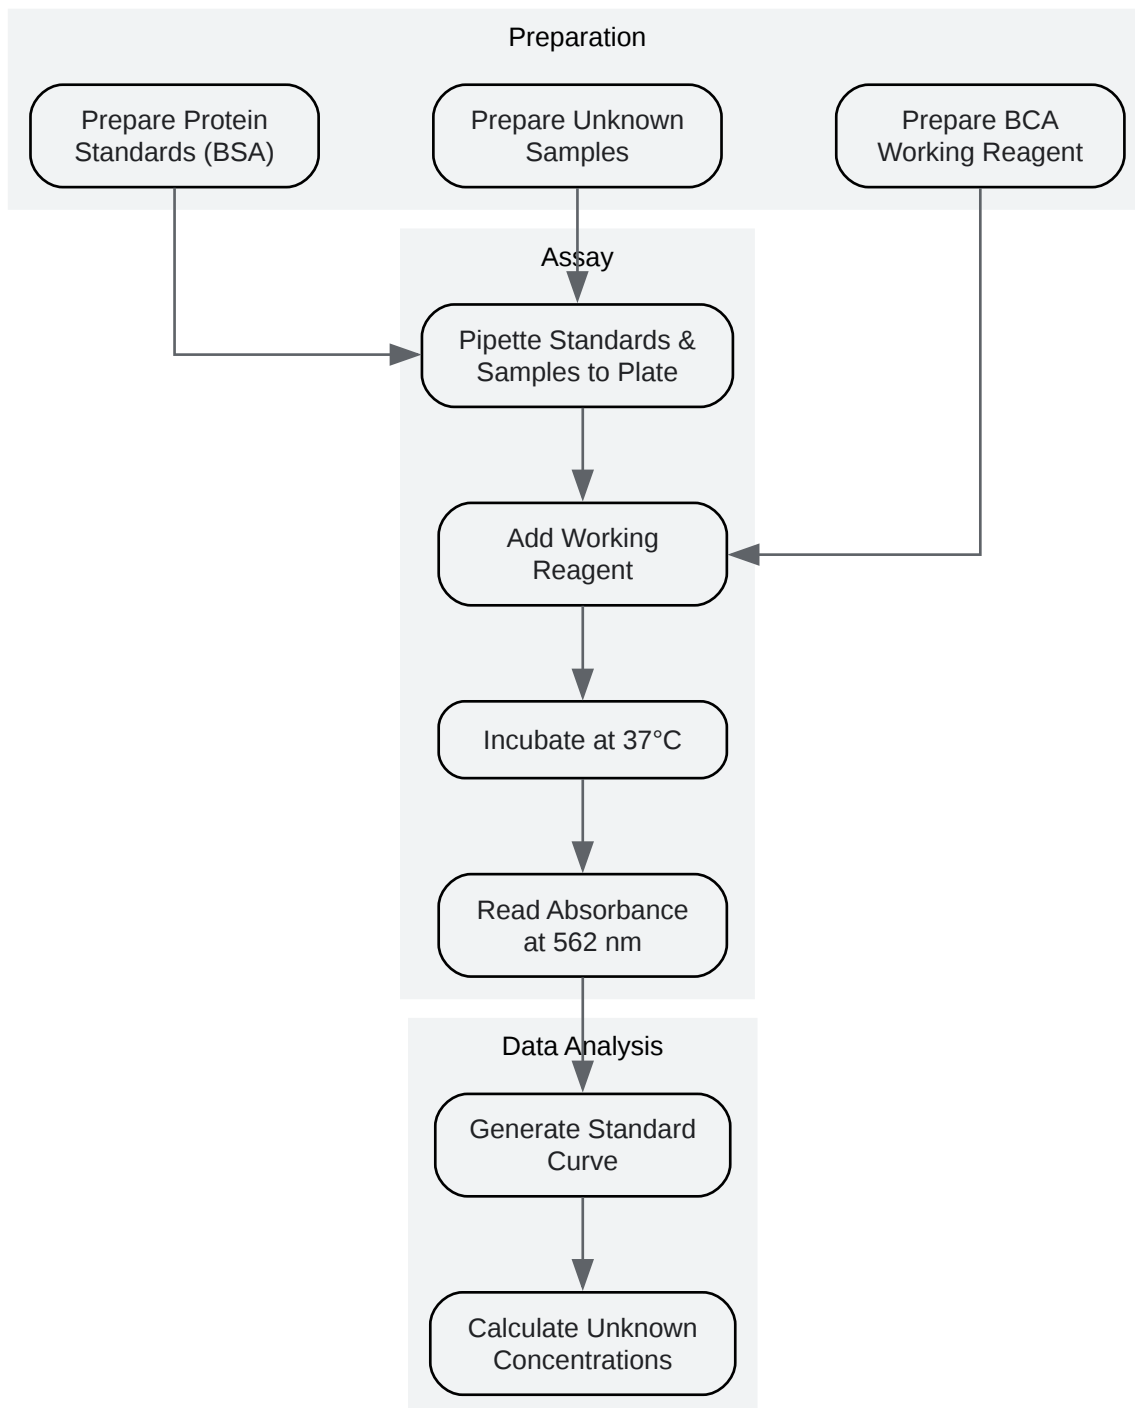 Preparation
Prepare Protein
Standards (BSA)
Prepare Unknown
Samples
Prepare BCA
Working Reagent
Assay
Pipette Standards &
Samples to Plate
Add Working
Reagent
Incubate at 37°C
Read Absorbance
at 562 nm
Data Analysis
Generate Standard
Curve
Calculate Unknown
Concentrations